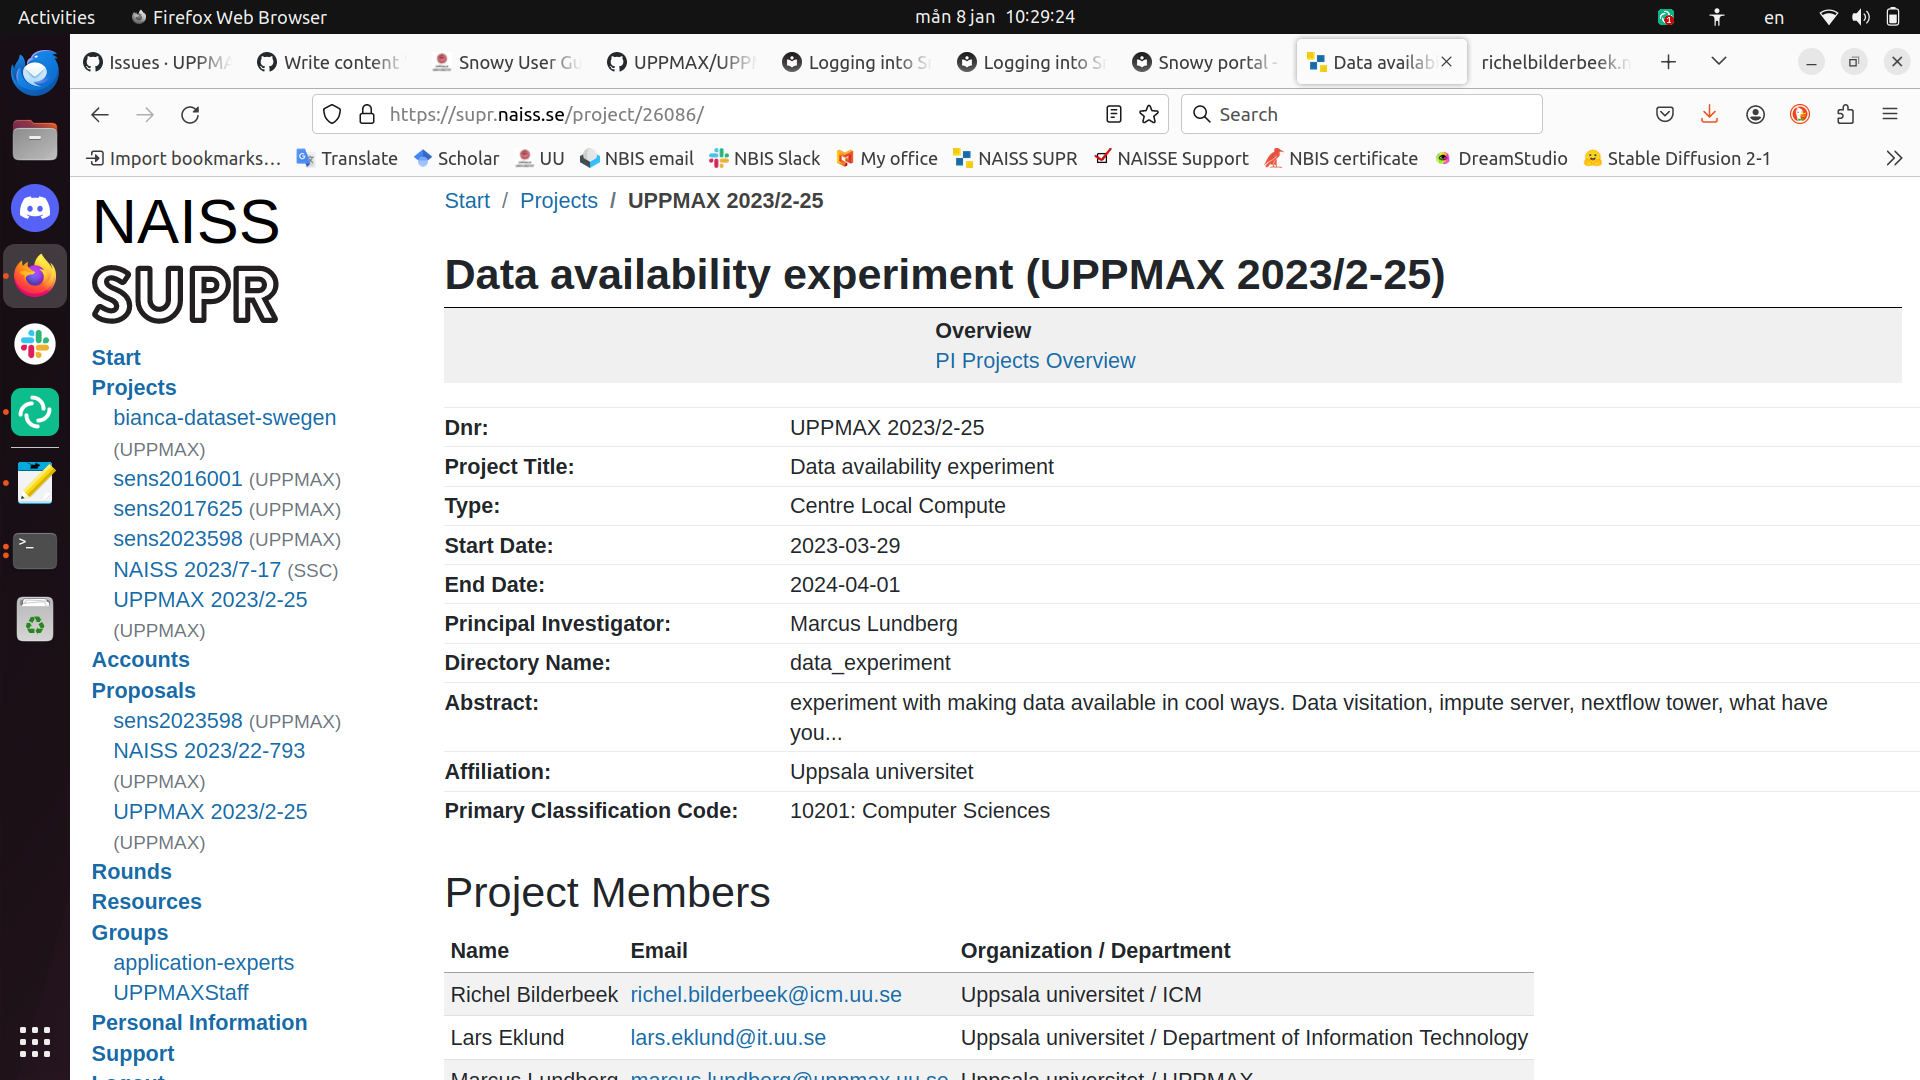 Activities
Firefox Web Browser
mån 8 jan 10:29:24
en
Issues · UPPMA
Write content
Snowy User Gu
UPPMAX/UPPM
Logging into S
Logging into S
Snowy portal -
Data availab
richelbilderbeek.n
https://supr.naiss.se/project/26086/
Search
Import bookmarks...
Translate
Scholar
UU
NBIS email
NBIS Slack
My office
NAISS SUPR
NAISSE Support
NBIS certificate
DreamStudio
Stable Diffusion 2-1
NAISS
SUPR
Start
Projects
bianca-dataset-swegen
(UPPMAX)
sens2016001 (UPPMAX)
sens2017625 (UPPMAX)
sens2023598 (UPPMAX)
NAISS 2023/7-17 (SSC)
UPPMAX 2023/2-25
(UPPMAX)
Accounts
Proposals
sens2023598 (UPPMAX)
NAISS 2023/22-793
(UPPMAX)
UPPMAX 2023/2-25
(UPPMAX)
Rounds
Resources
Groups
application-experts
UPPMAXStaff
Personal Information
Support
Logout
Start / Projects / UPPMAX 2023/2-25
Data availability experiment (UPPMAX 2023/2-25)
Overview
PI Projects Overview
Dnr: UPPMAX 2023/2-25
Project Title: Data availability experiment
Type: Centre Local Compute
Start Date: 2023-03-29
End Date: 2024-04-01
Principal Investigator: Marcus Lundberg
Directory Name: data_experiment
Abstract: experiment with making data available in cool ways. Data visitation, impute server, nextflow tower, what have
you...
Affiliation: Uppsala universitet
Primary Classification Code: 10201: Computer Sciences
Project Members
Name Email Organization / Department
Richel Bilderbeek richel.bilderbeek@icm.uu.se Uppsala universitet / ICM
Lars Eklund lars.eklund@it.uu.se Uppsala universitet / Department of Information Technology
Marcus Lundberg marcus.lundberg@uppmax.uu.se Uppsala universitet / UPPMAX